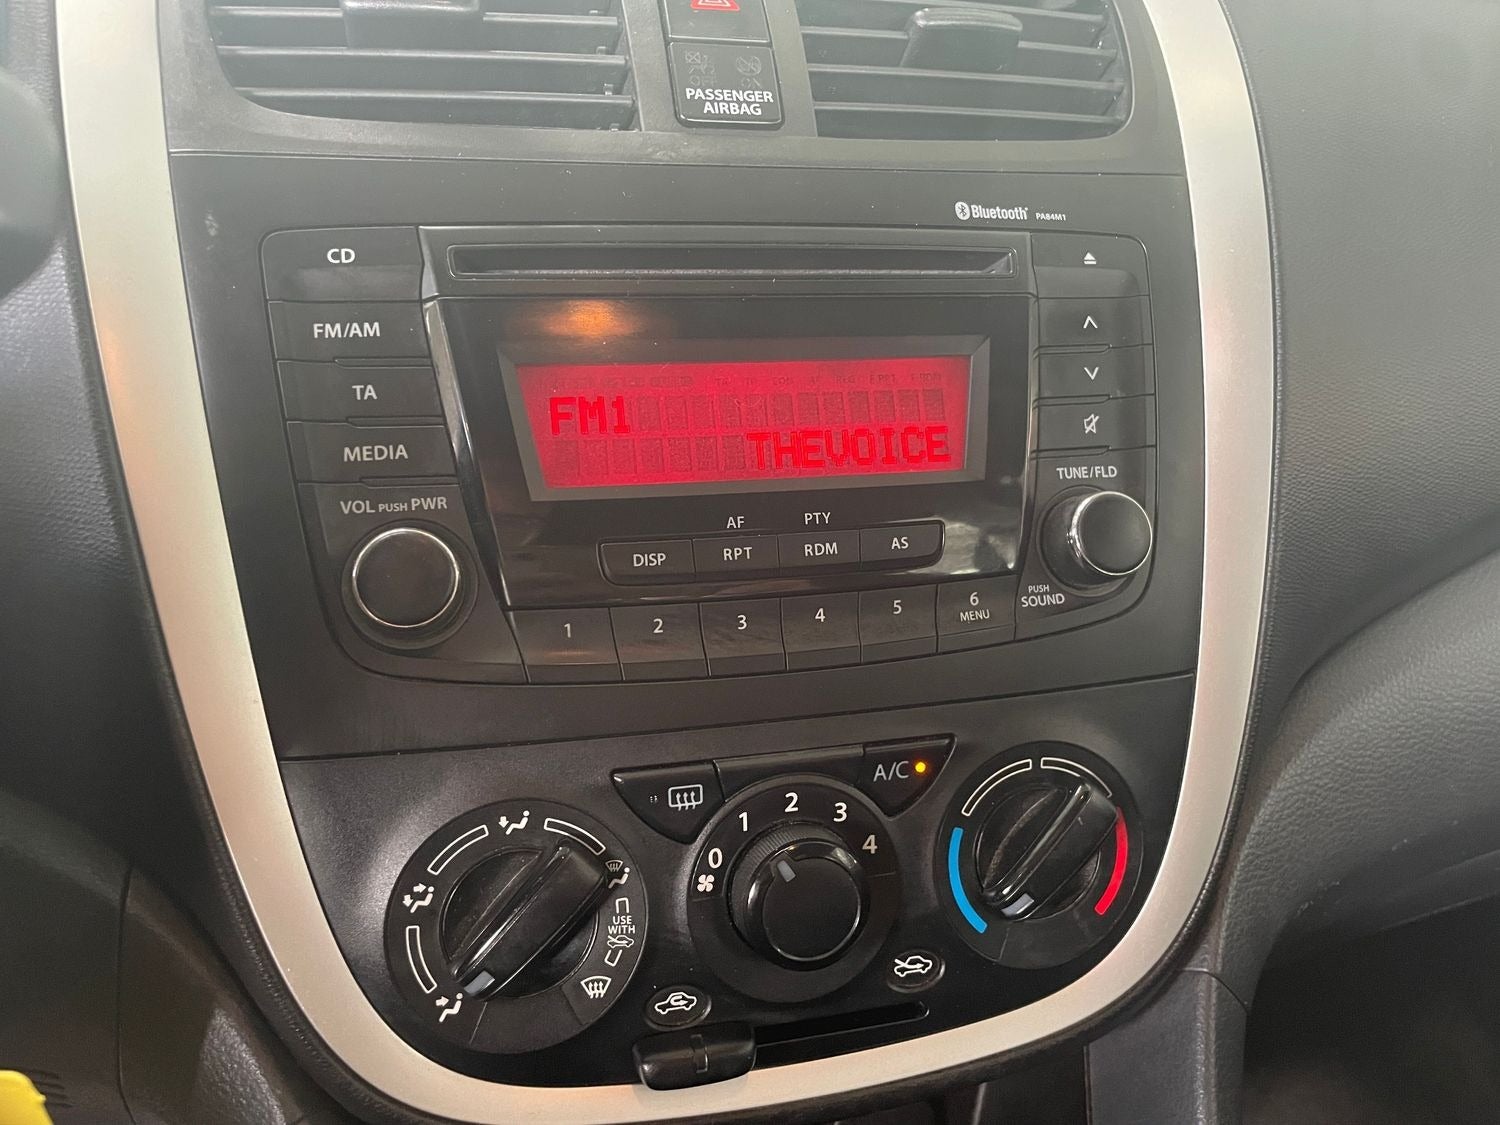 PASSENGER
AIRBAG
Bluetooth PA84M1
CD
FM/AM
TA
MEDIA
VOL PUSH PWR
FM1
THEVOICE
TUNE/FLD
AF PTY
DISP RPT RDM AS
PUSH
SOUND
1 2 3 4 5 6
MENU
A/C
0 1 2 3 4
USE
WITH